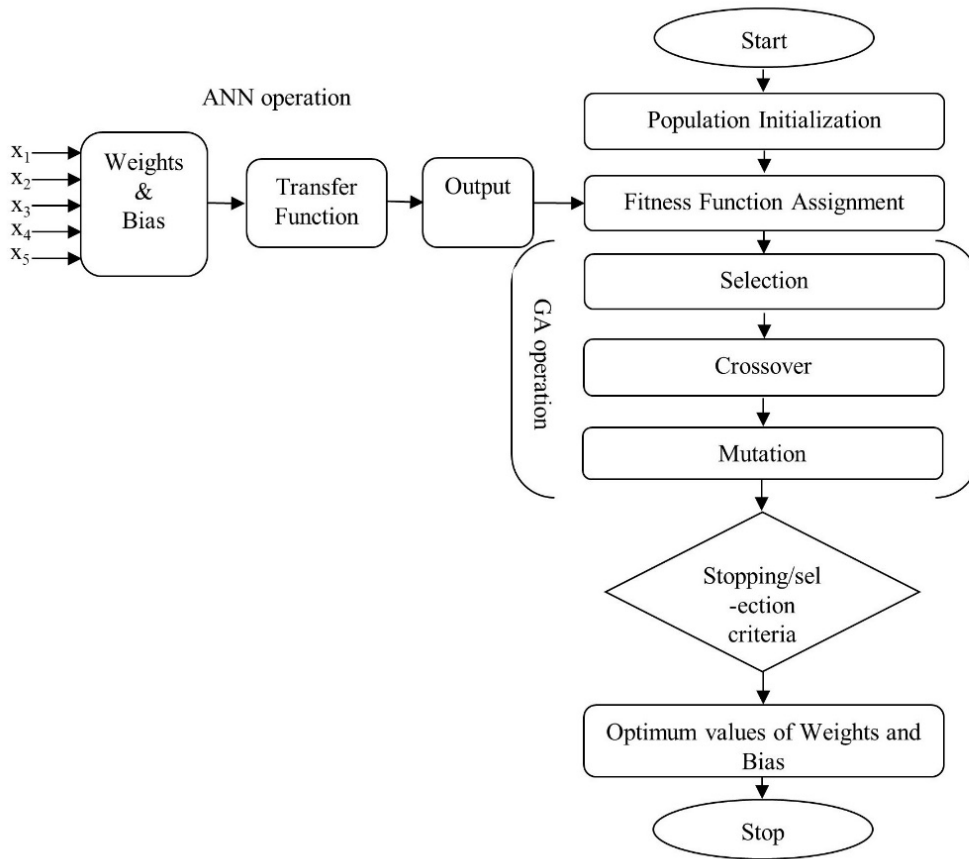 Start
ANN operation
Population Initialization
x1
x2
x3
x4
x5
Weights
&
Bias
Transfer
Function
Output
Fitness Function Assignment
GA operation
Selection
Crossover
Mutation
Stopping/sel
-ection
criteria
Optimum values of Weights and
Bias
Stop